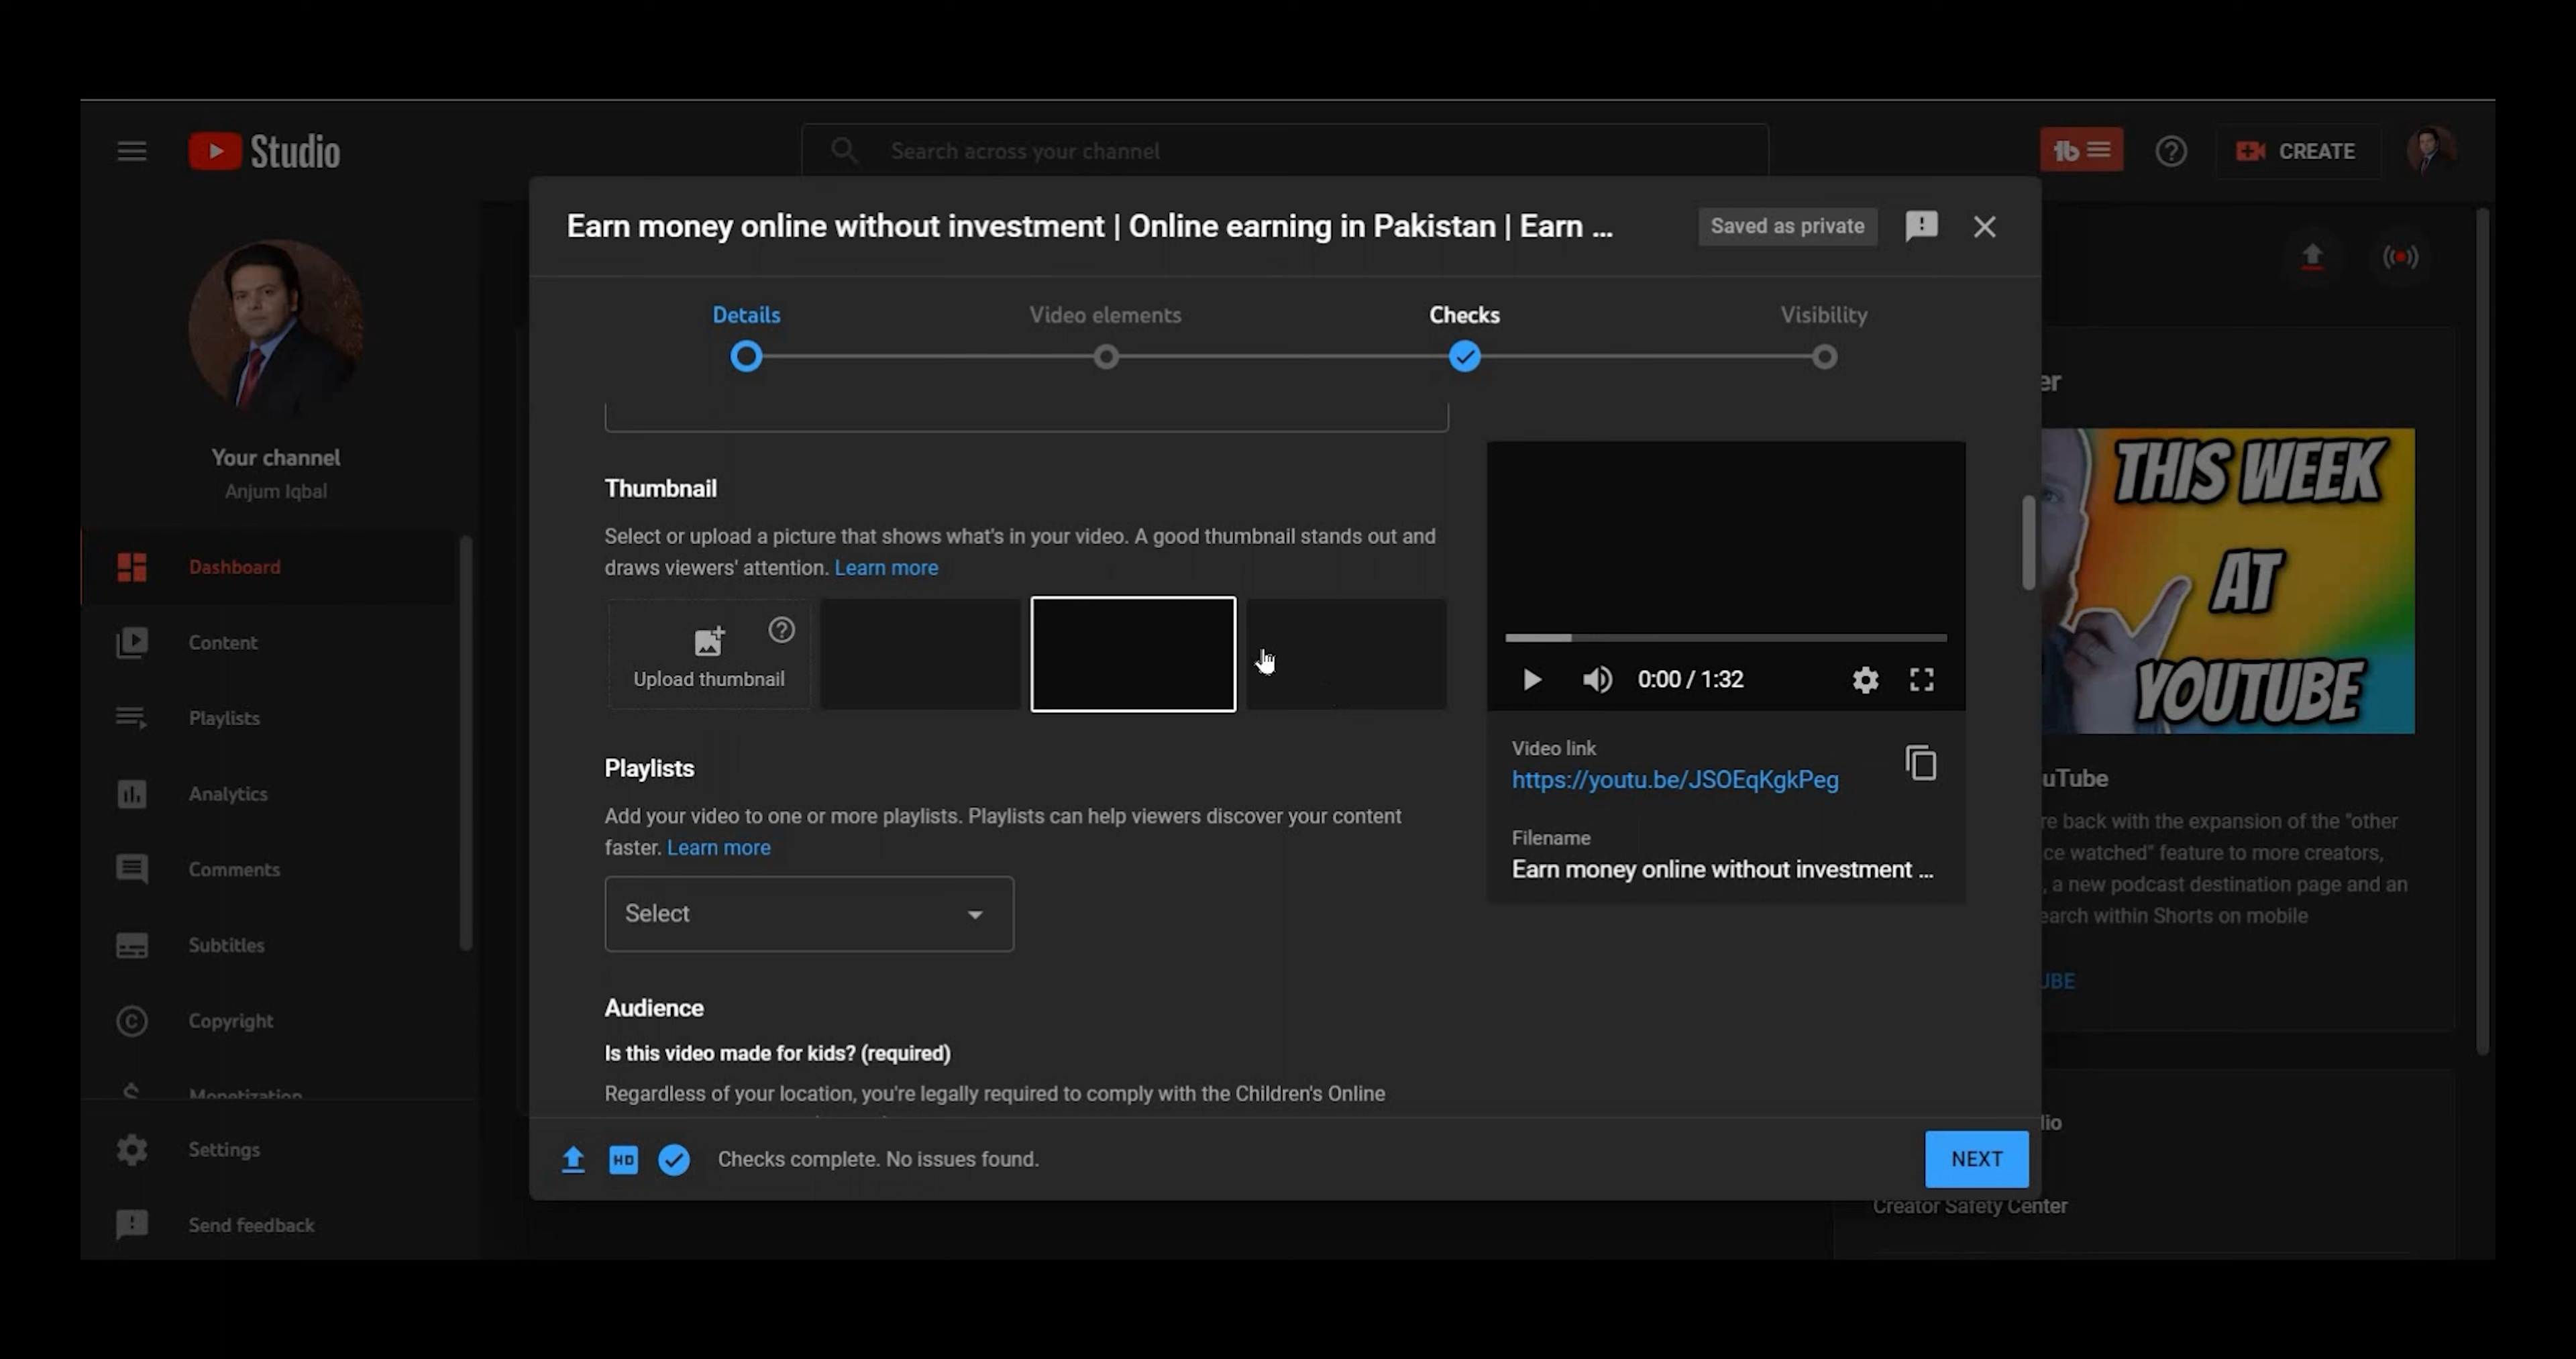 Studio
Search across your channel
CREATE
Earn money online without investment | Online earning in Pakistan | Earn ...
Saved as private
Details
Video elements
Checks
Visibility
Your channel
Anjum Iqbal
Dashboard
Content
Playlists
Analytics
Comments
Subtitles
Copyright
Monetization
Settings
Send feedback
Thumbnail
Select or upload a picture that shows what's in your video. A good thumbnail stands out and
draws viewers' attention. Learn more
Upload thumbnail
Playlists
Add your video to one or more playlists. Playlists can help viewers discover your content
faster. Learn more
Select
Audience
Is this video made for kids? (required)
Regardless of your location, you're legally required to comply with the Children's Online
0:00 / 1:32
Video link
https://youtu.be/JSOEqKgkPeg
Filename
Earn money online without investment ...
HD
Checks complete. No issues found.
NEXT
er
THIS WEEK
AT
YOUTUBE
uTube
re back with the expansion of the "other
ce watched" feature to more creators,
, a new podcast destination page and an
earch within Shorts on mobile
UBE
dio
Creator Safety Center